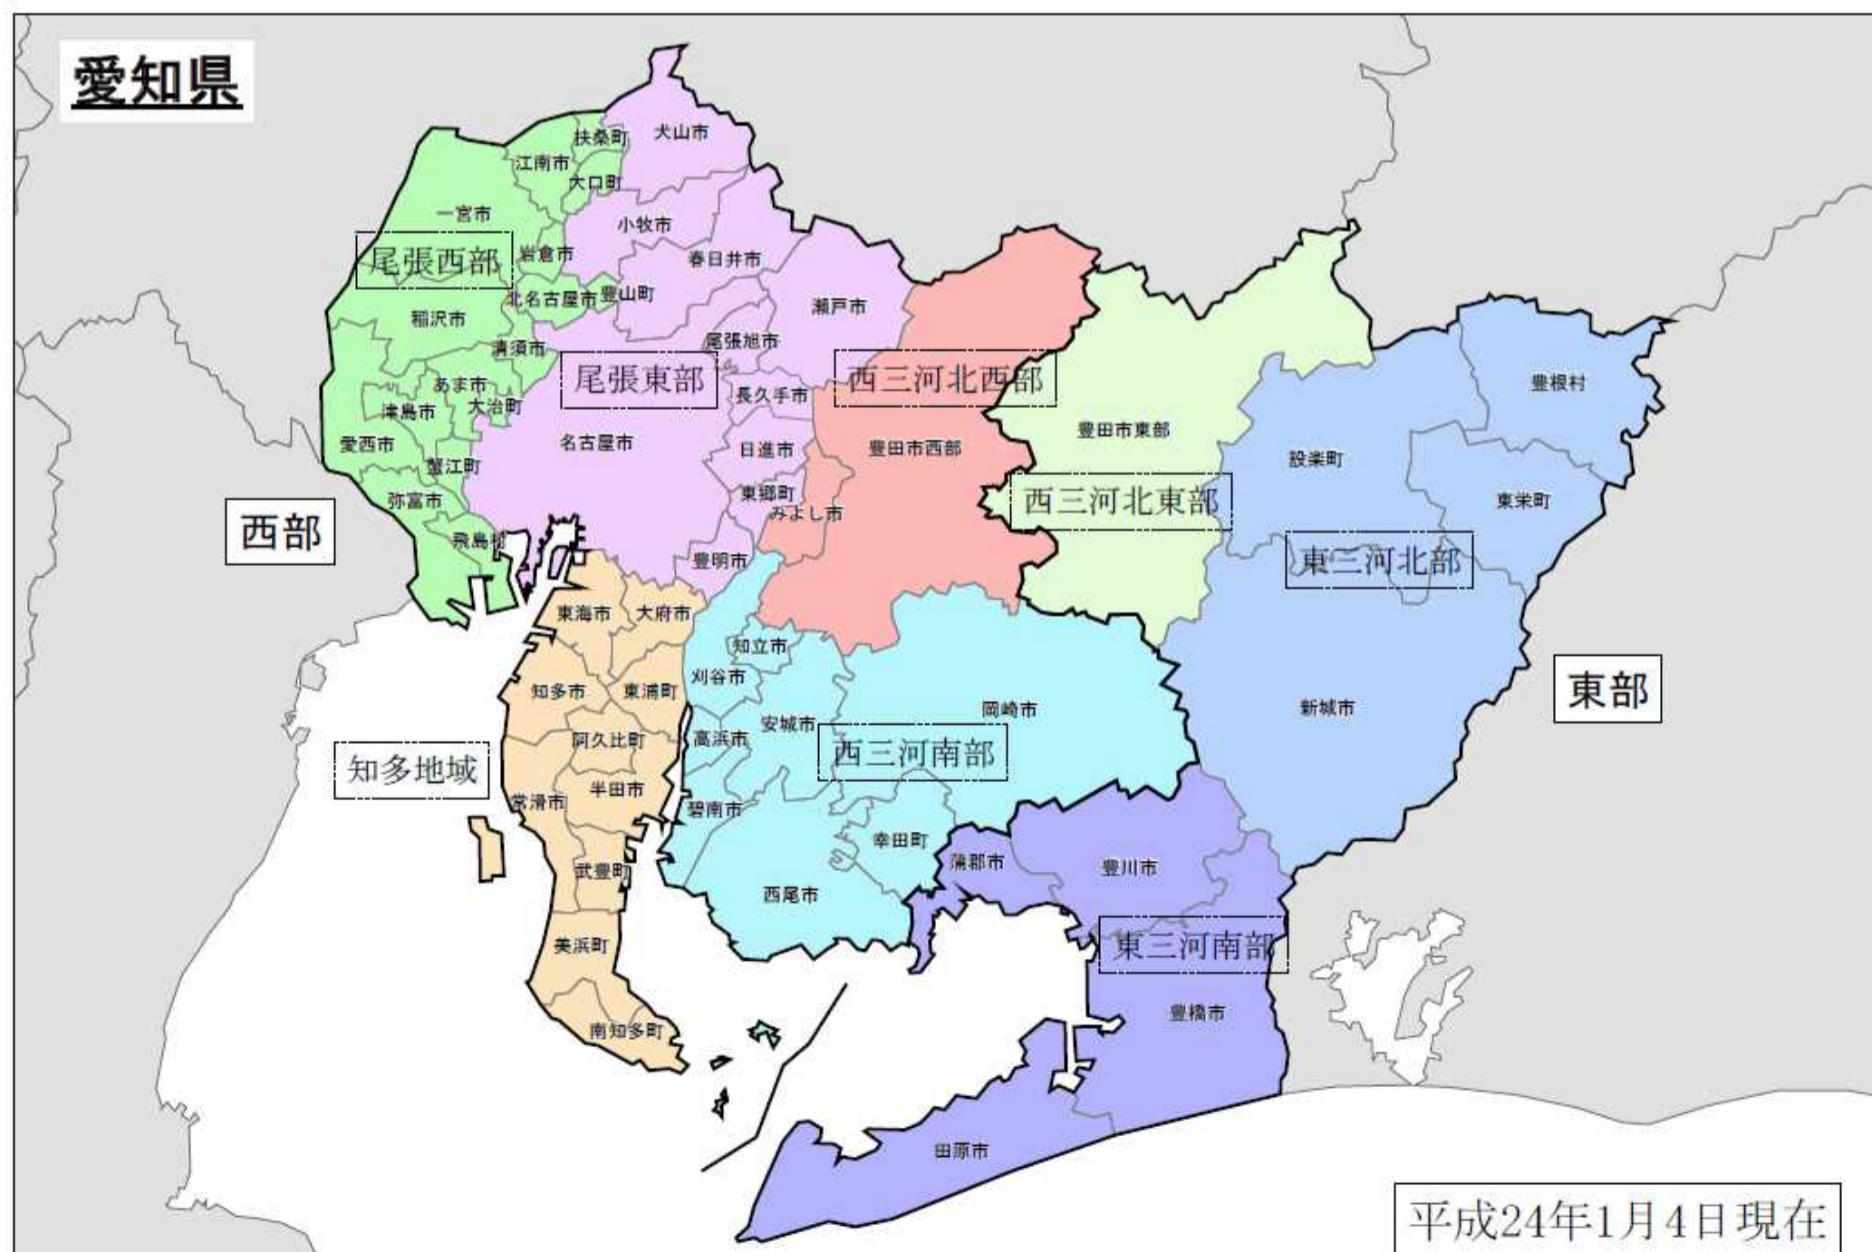 愛知県
扶桑町
犬山市
江南市
大口町
一宮市
小牧市
尾張西部
岩倉市
春日井市
北名古屋市
豊山町
瀬戸市
稲沢市
清須市
尾張旭市
尾張東部
西三河北西部
あま市
長久手市
豊根村
津島市
大治町
愛西市
名古屋市
日進市
豊田市西部
豊田市東部
設楽町
蟹江町
弥富市
東郷町
みよし市
西三河北東部
東栄町
西部
飛島村
豊明市
東三河北部
東海市
大府市
知立市
刈谷市
知多市
東浦町
東部
岡崎市
新城市
安城市
阿久比町
高浜市
西三河南部
知多地域
常滑市
半田市
碧南市
幸田町
蒲郡市
豊川市
武豊町
西尾市
美浜町
東三河南部
豊橋市
南知多町
田原市
平成24年1月4日現在